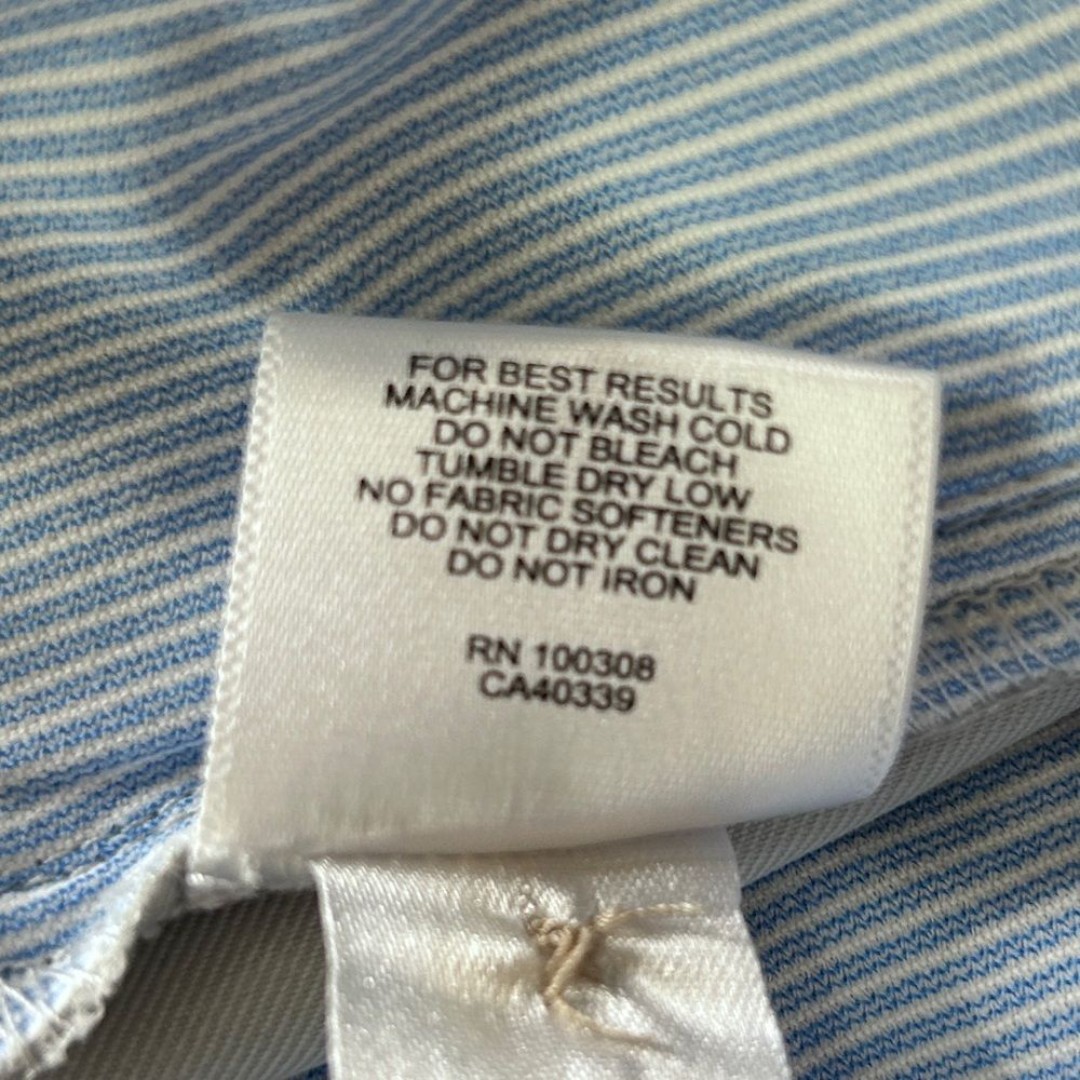 FOR BEST RESULTS
MACHINE WASH COLD
DO NOT BLEACH
TUMBLE DRY LOW
NO FABRIC SOFTENERS
DO NOT DRY CLEAN
DO NOT IRON
RN 100308
CA40339